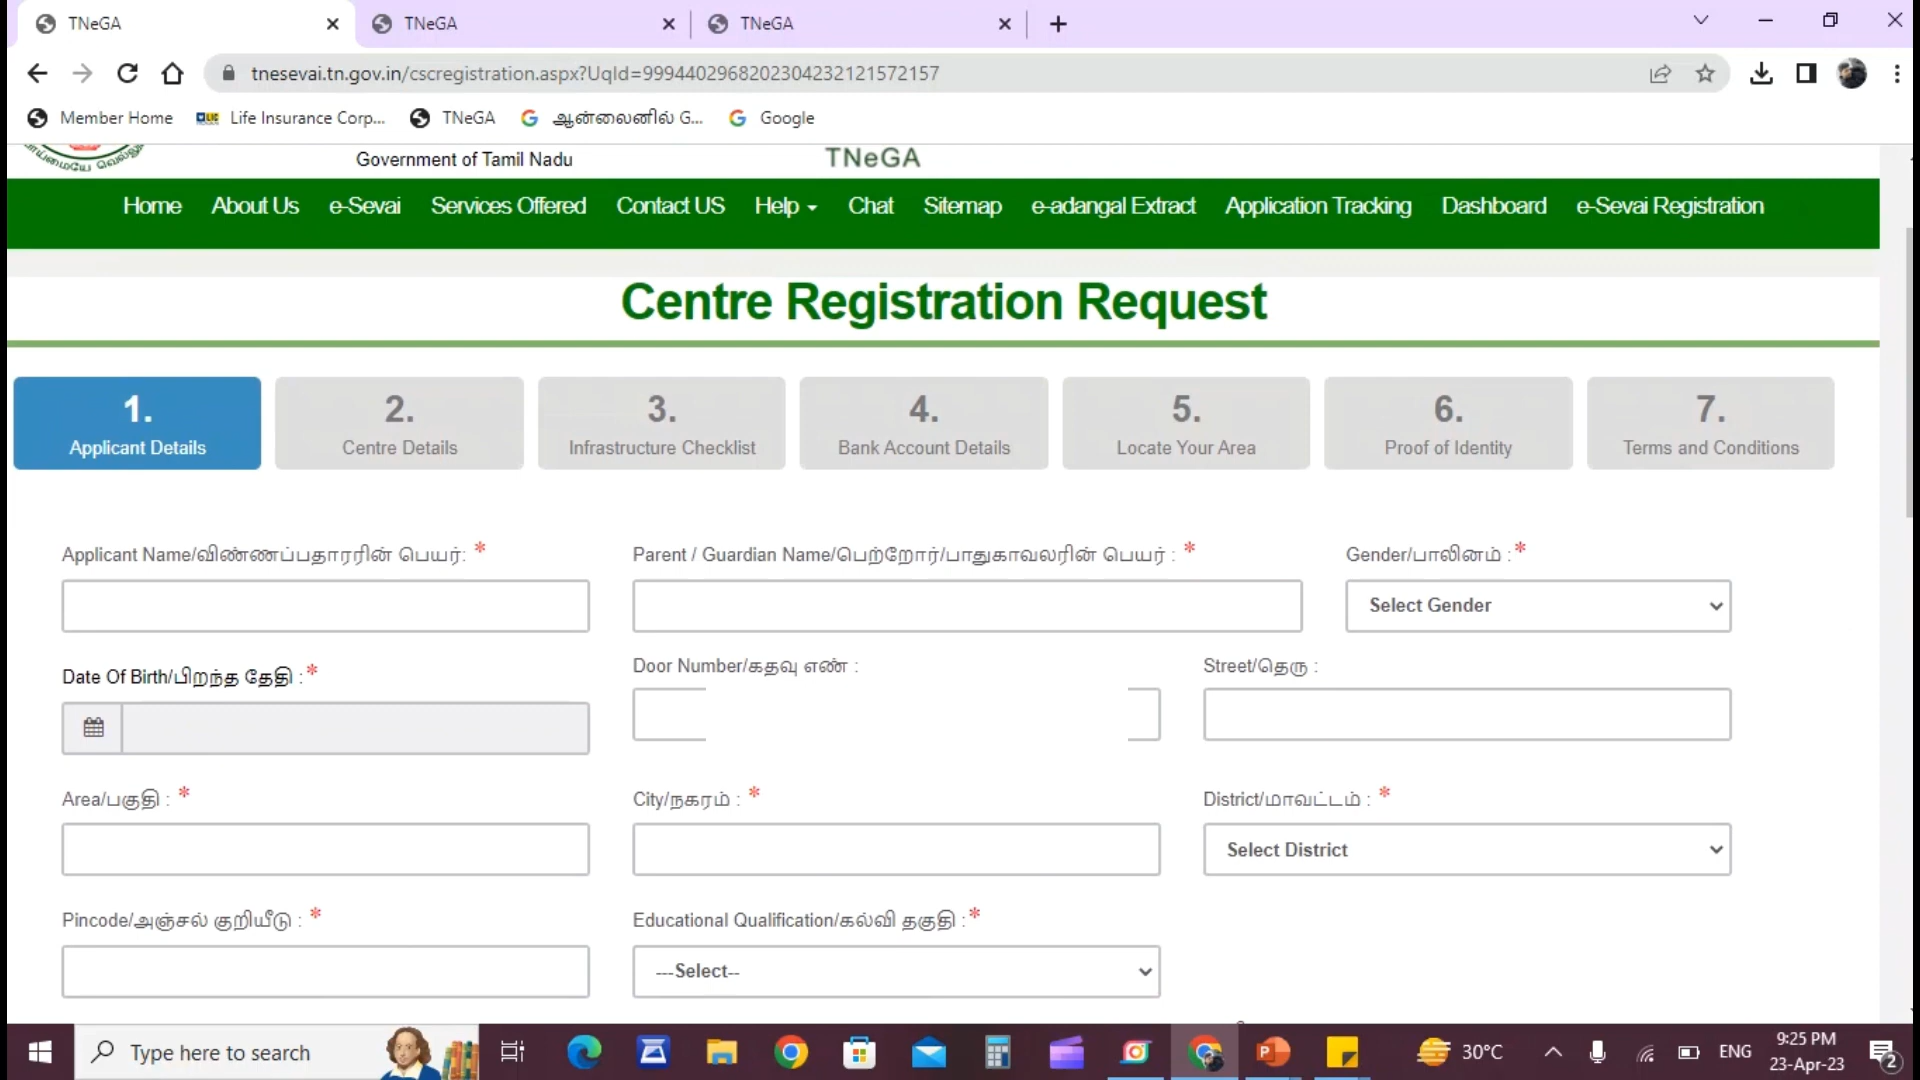 TNeGA
TNeGA
TNeGA
tnesevai.tn.gov.in/cscregistration.aspx?UqId=9994402968202304232121572157
Member Home
Life Insurance Corp...
TNeGA
ஆன்லைனில் G...
Google
Government of Tamil Nadu
TNeGA
Home About Us e-Sevai Services Offered Contact US Help Chat Sitemap e-adangal Extract Application Tracking Dashboard e-Sevai Registration
Centre Registration Request
1.
Applicant Details
2.
Centre Details
3.
Infrastructure Checklist
4.
Bank Account Details
5.
Locate Your Area
6.
Proof of Identity
7.
Terms and Conditions
Applicant Name/விண்ணப்பதாரரின் பெயர்: *
Parent / Guardian Name/பெற்றோர்/பாதுகாவலரின் பெயர் : *
Gender/பாலினம் : *
Select Gender
Date Of Birth/பிறந்த தேதி : *
Door Number/கதவு எண் :
Street/தெரு :
Area/பகுதி : *
City/நகரம் : *
District/மாவட்டம் : *
Select District
Pincode/அஞ்சல் குறியீடு : *
Educational Qualification/கல்வி தகுதி : *
---Select--
Type here to search
30°C
ENG
9:25 PM
23-Apr-23
2